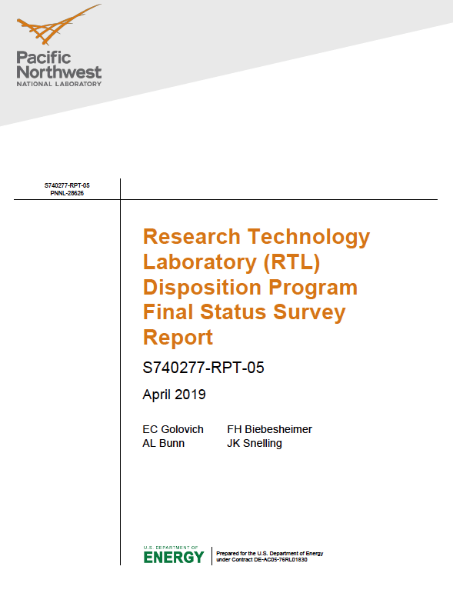 Pacific
Northwest
NATIONAL LABORATORY
S740277-RPT-05
PNNL-28626
Research Technology
Laboratory (RTL)
Disposition Program
Final Status Survey
Report
S740277-RPT-05
April 2019
EC Golovich FH Biebesheimer
AL Bunn JK Snelling
U.S. DEPARTMENT OF
ENERGY
Prepared for the U.S. Department of Energy
under Contract DE-AC05-76RL01830